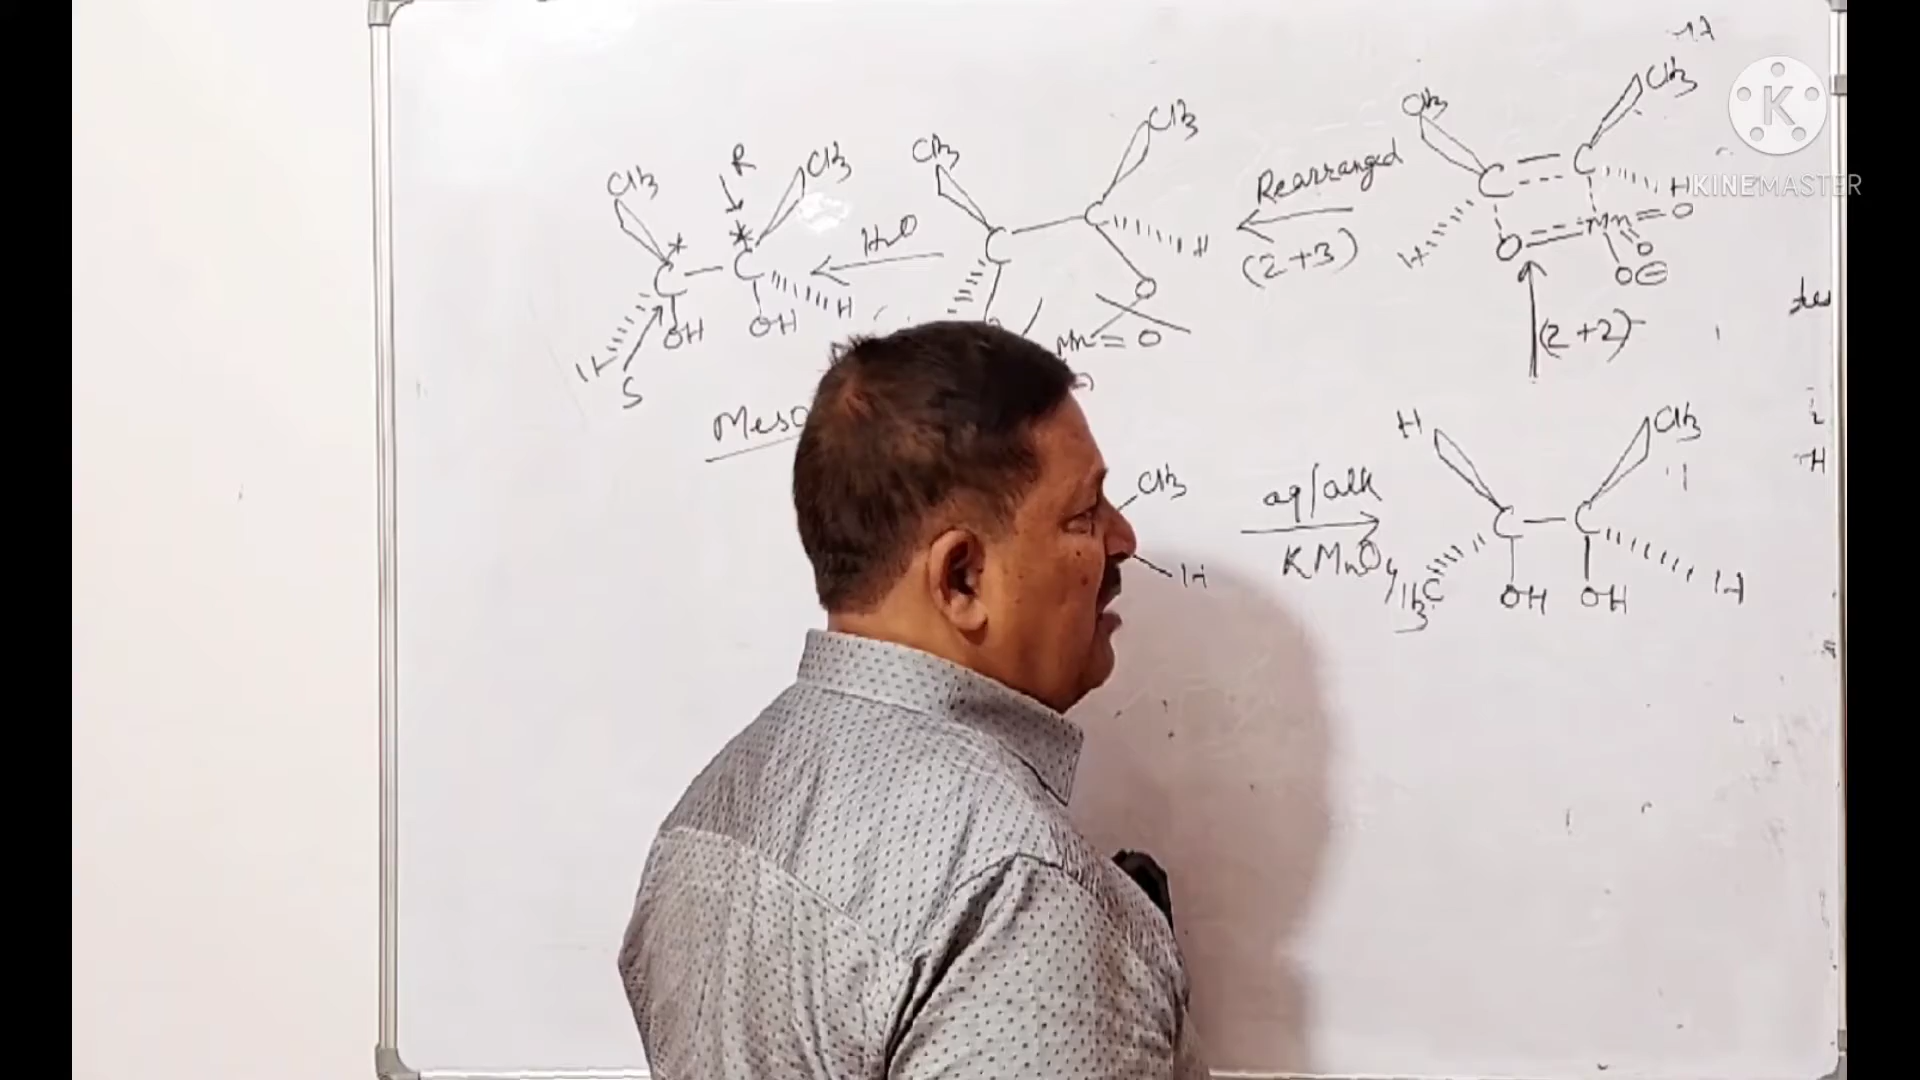 CH3
CH3
H
C
C
Mn=O
O
O
O⊖
(2+2)
Rearranged
(2+3)
CH3
CH3
C
C
H
O
Mn=O
H2O
R
CH3
CH3
*
*
C - C
H
H
OH
OH
S
Meso
CH3
H
aq/alk
KMnO4
H
CH3
C - C
H3C
OH
OH
H
K
KINEMASTER